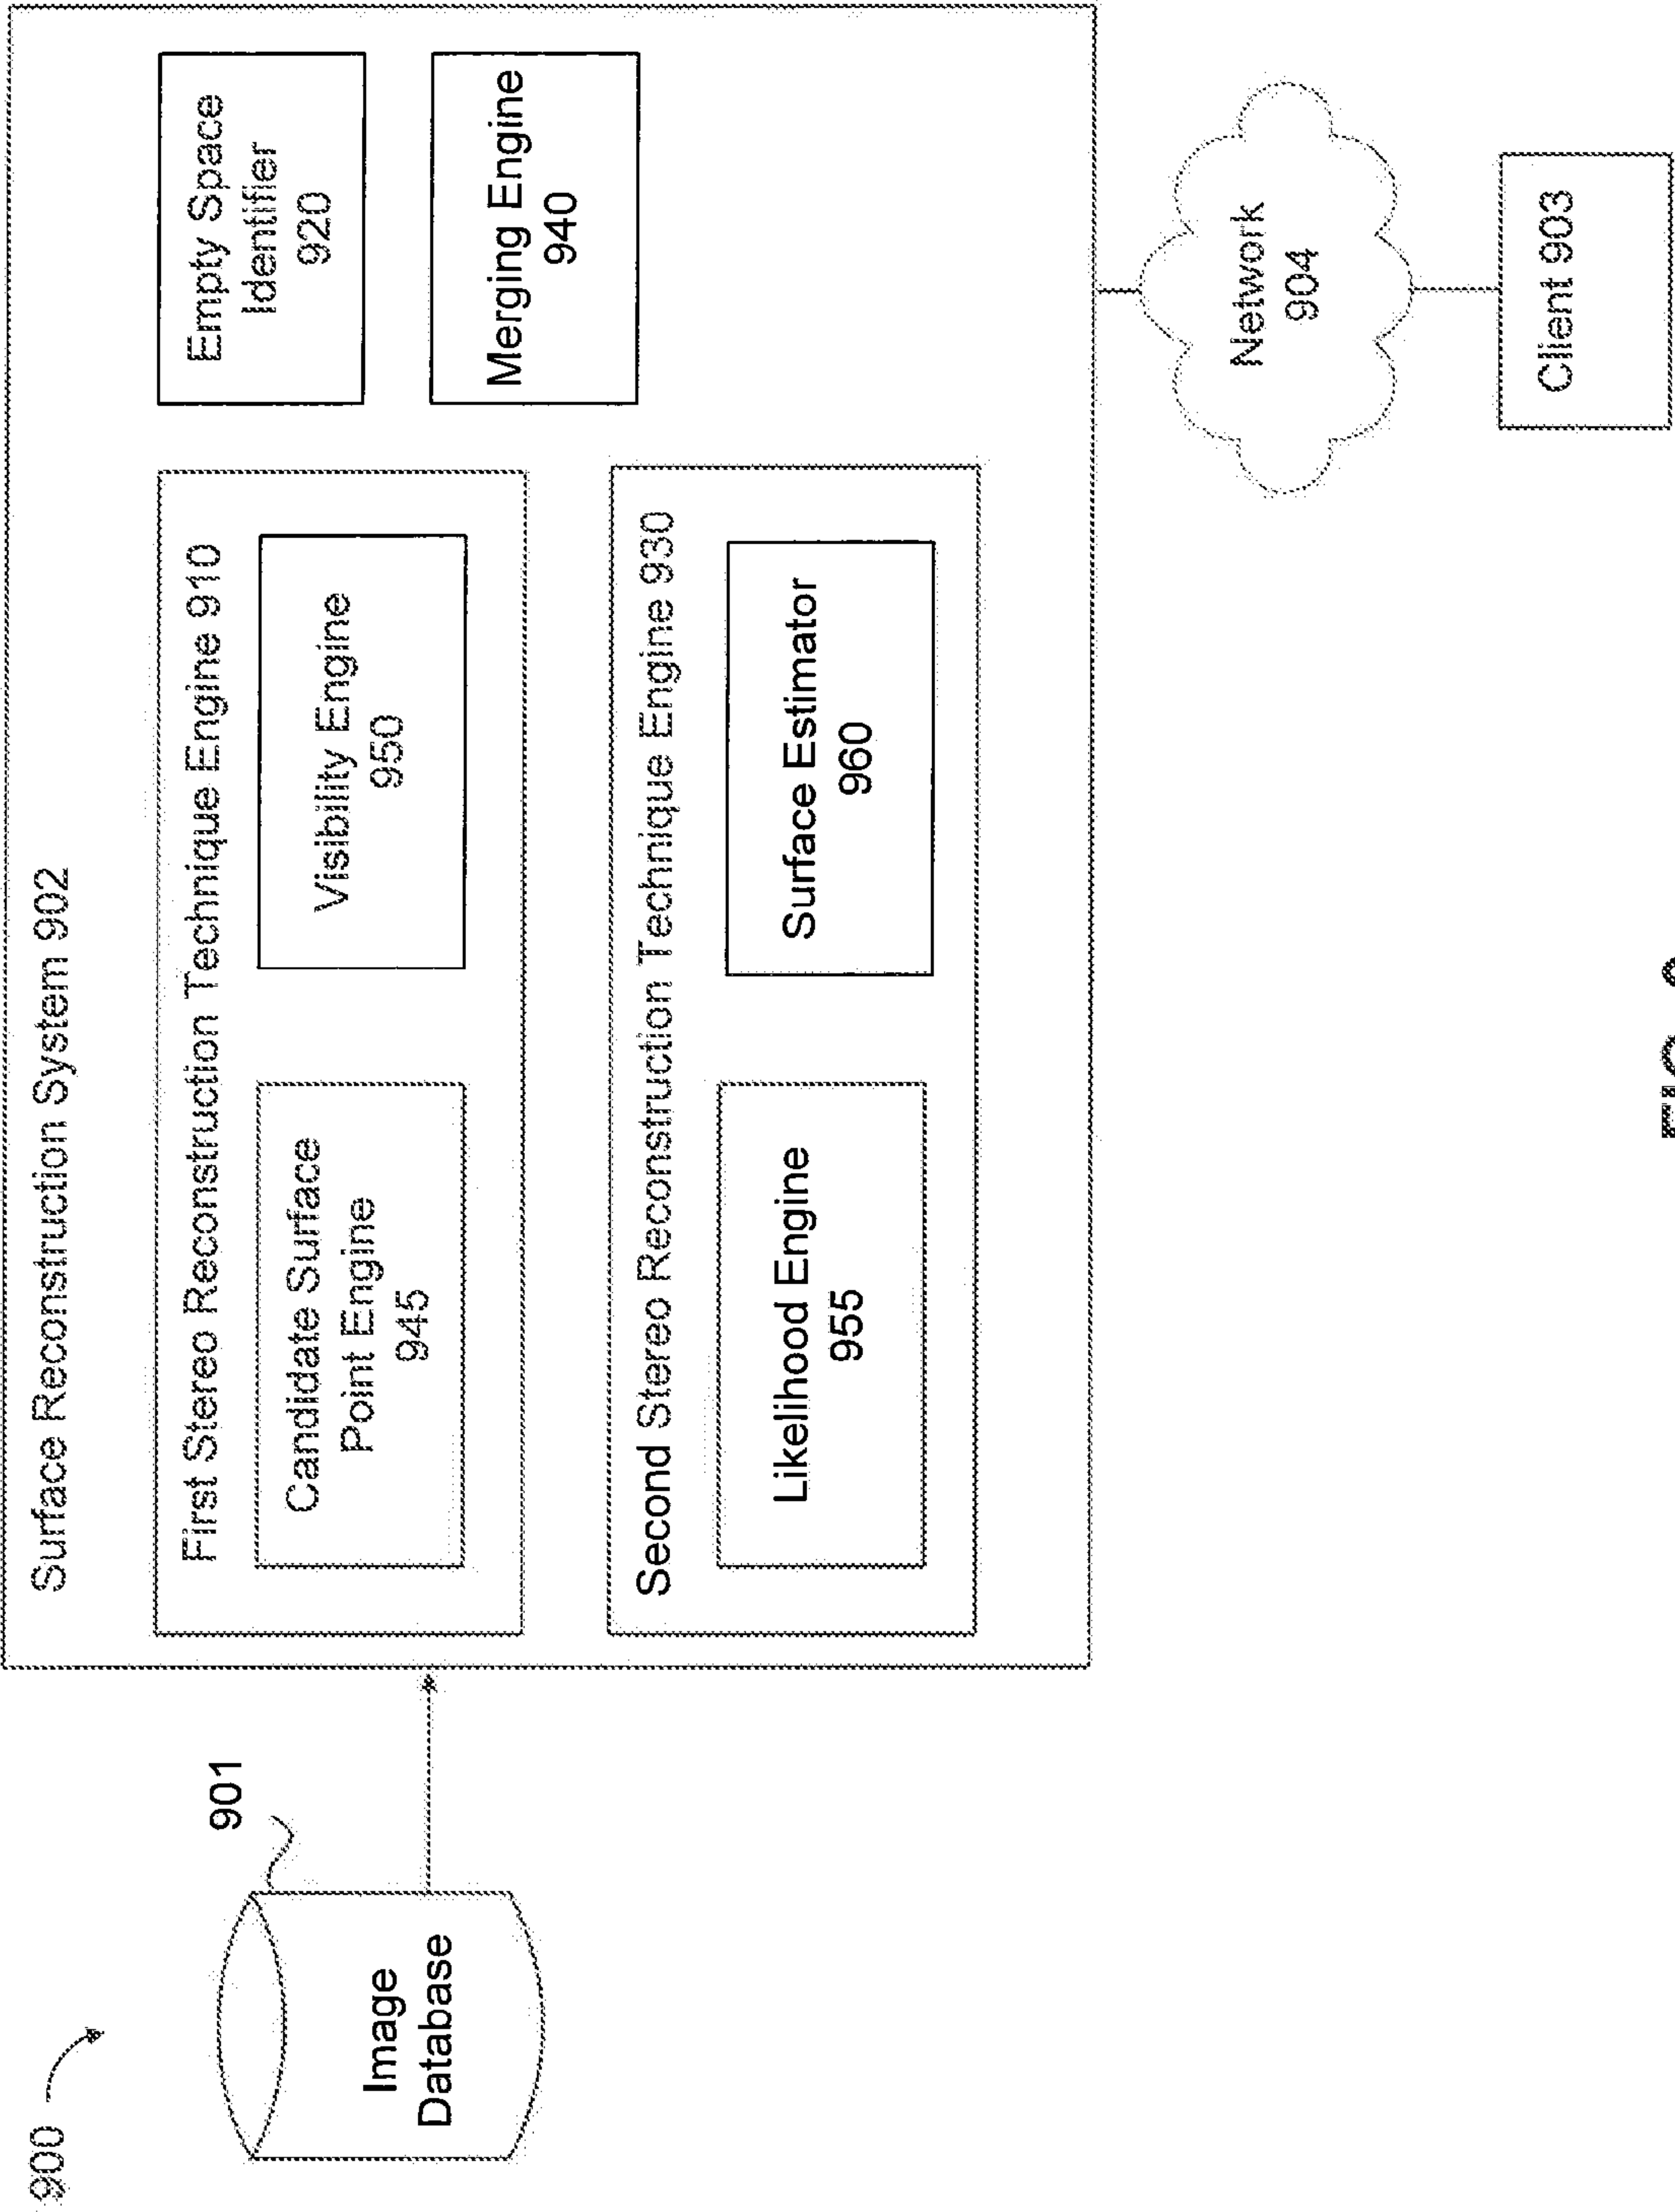 900
Image
Database
901
Surface Reconstruction System 902
First Stereo Reconstruction Technique Engine 910
Candidate Surface
Point Engine
945
Visibility Engine
950
Empty Space
Identifier
920
Second Stereo Reconstruction Technique Engine 930
Likelihood Engine
955
Surface Estimator
960
Merging Engine
940
Network
904
Client 903